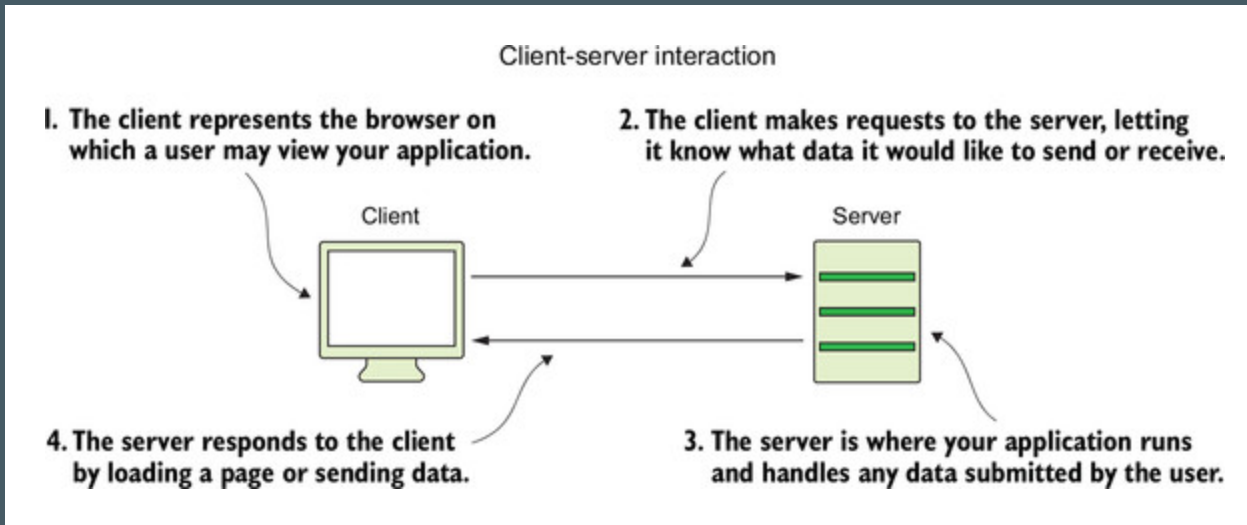 Client-server interaction
1. The client represents the browser on
which a user may view your application.
2. The client makes requests to the server, letting
it know what data it would like to send or receive.
Client
Server
4. The server responds to the client
by loading a page or sending data.
3. The server is where your application runs
and handles any data submitted by the user.